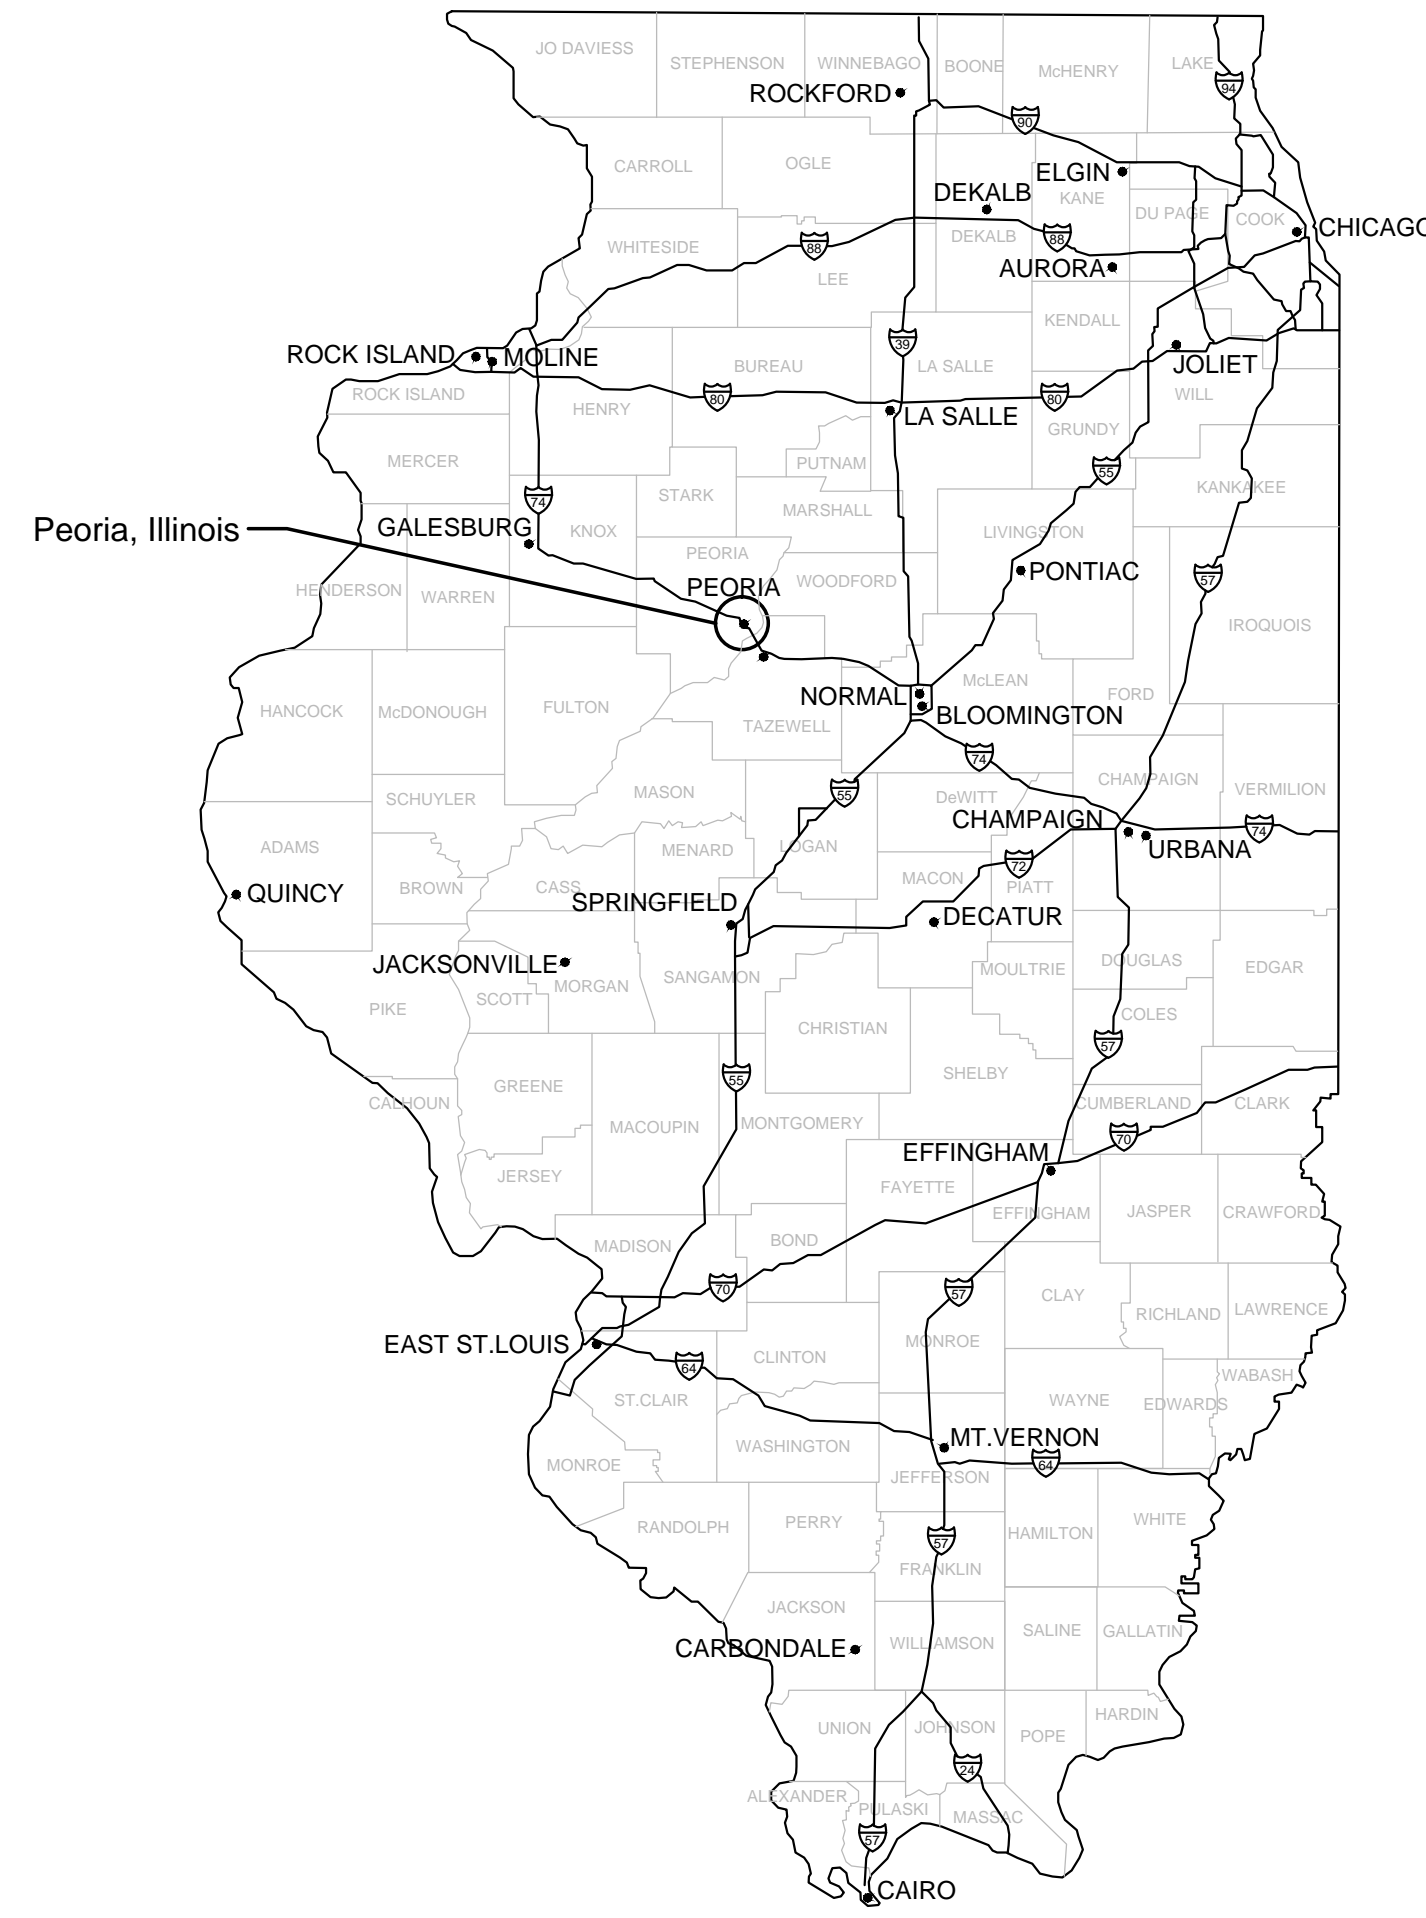 JO DAVIESS
STEPHENSON
WINNEBAGO
BOONE
McHENRY
LAKE
94
ROCKFORD
90
CARROLL
OGLE
ELGIN
DEKALB
KANE
DU PAGE
COOK
CHICAGO
WHITESIDE
88
DEKALB
88
AURORA
LEE
KENDALL
39
ROCK ISLAND
MOLINE
BUREAU
LA SALLE
JOLIET
ROCK ISLAND
HENRY
80
80
WILL
LA SALLE
GRUNDY
MERCER
PUTNAM
55
STARK
KANKAKEE
74
MARSHALL
Peoria, Illinois
GALESBURG
KNOX
LIVINGSTON
PEORIA
WOODFORD
PONTIAC
57
HENDERSON
WARREN
PEORIA
IROQUOIS
McLEAN
NORMAL
FORD
HANCOCK
McDONOUGH
FULTON
BLOOMINGTON
TAZEWELL
74
MASON
55
CHAMPAIGN
VERMILION
SCHUYLER
DeWITT
CHAMPAIGN
74
ADAMS
MENARD
LOGAN
URBANA
72
QUINCY
BROWN
CASS
MACON
PIATT
SPRINGFIELD
DECATUR
JACKSONVILLE
MORGAN
SANGAMON
MOULTRIE
DOUGLAS
EDGAR
PIKE
SCOTT
CHRISTIAN
COLES
57
GREENE
55
SHELBY
CALHOUN
MACOUPIN
MONTGOMERY
CUMBERLAND
CLARK
70
EFFINGHAM
JERSEY
FAYETTE
EFFINGHAM
JASPER
CRAWFORD
MADISON
BOND
70
57
CLAY
RICHLAND
LAWRENCE
EAST ST.LOUIS
CLINTON
MONROE
64
WABASH
ST.CLAIR
WAYNE
EDWARDS
WASHINGTON
MT.VERNON
MONROE
JEFFERSON
64
RANDOLPH
PERRY
57
HAMILTON
WHITE
FRANKLIN
JACKSON
CARBONDALE
WILLIAMSON
SALINE
GALLATIN
UNION
JOHNSON
POPE
HARDIN
24
ALEXANDER
PULASKI
MASSAC
57
CAIRO